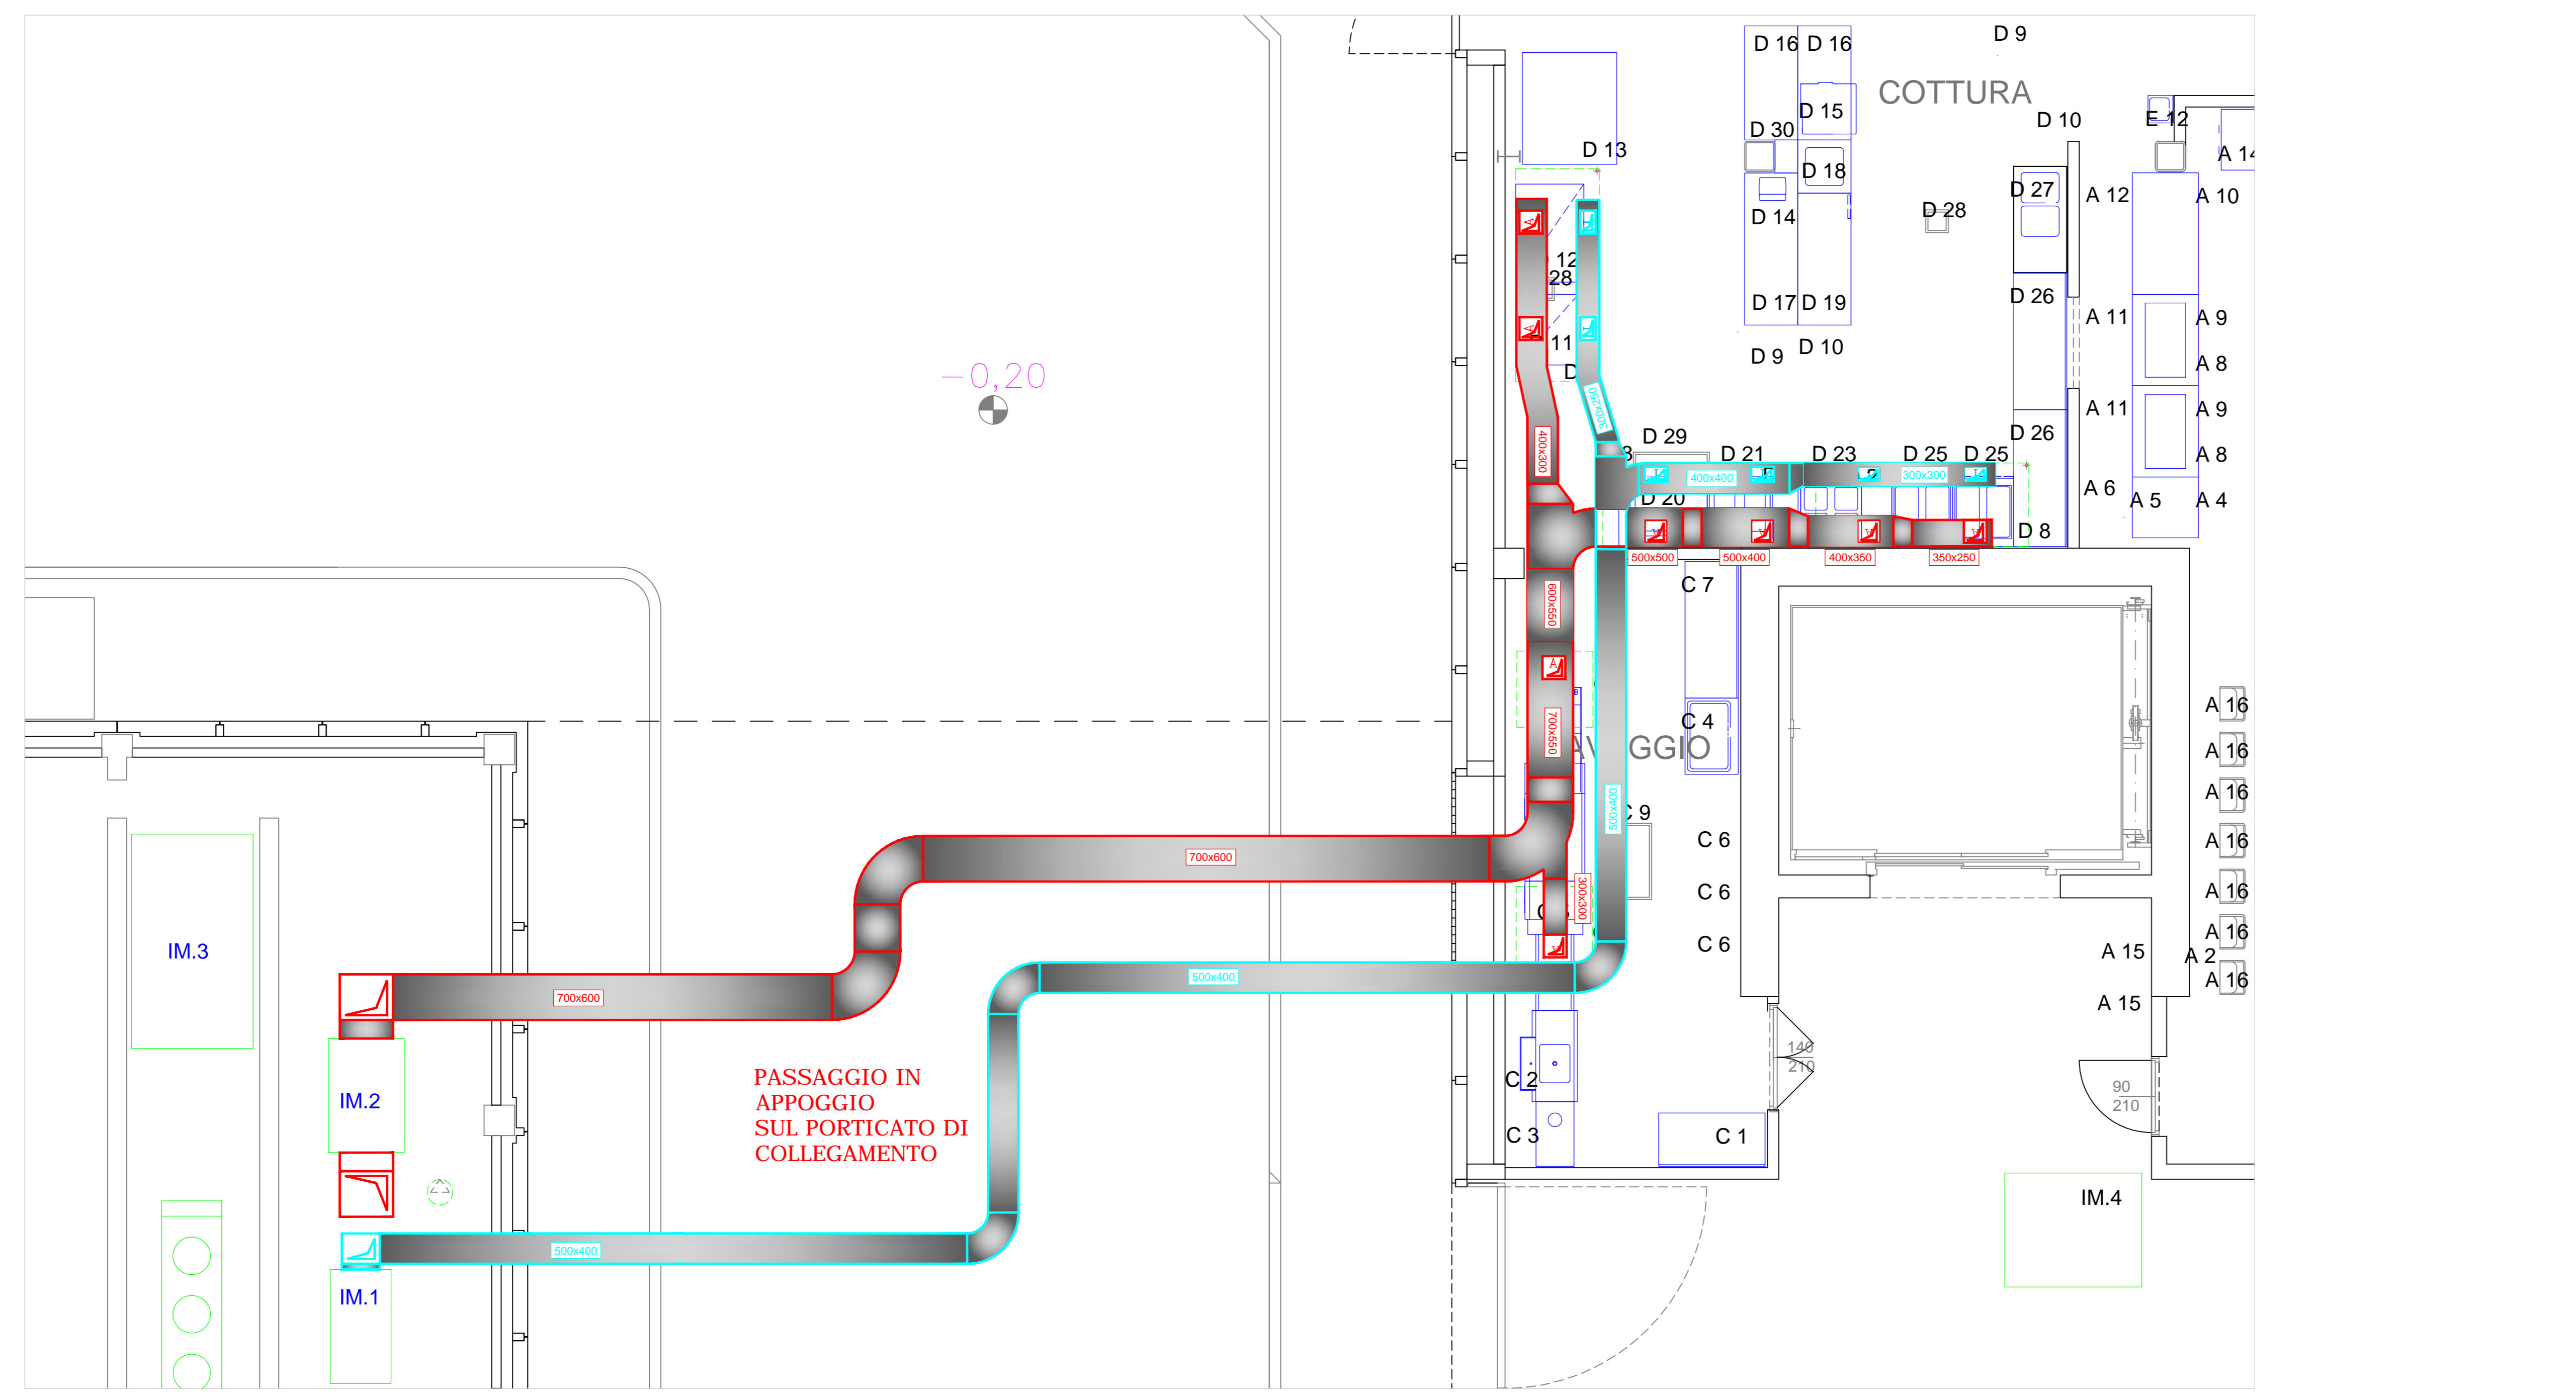 D 9
D 16
D 16
COTTURA
D 15
D 30
D 10
E 12
D 13
A 14
D 18
D 27
A 12
A 10
D 14
D 28
12
28
D 26
D 17
D 19
A 11
A 9
11
D 9
D 10
A 8
D
-0,20
300x250
A 11
A 9
D 26
D 29
400x300
D 21
D 23
D 25
D 25
A 8
400x400
300x300
A 6
A 5
A 4
D 20
D 8
500x500
500x400
400x350
350x250
C 7
600x550
A
A 16
C 4
700x550
GGIO
A 16
A 16
500x400
C 9
C 6
A 16
700x600
300x300
C 6
A 16
A 16
C 6
IM.3
A 15
A 2
A 16
500x400
700x600
A 15
140
210
PASSAGGIO IN
APPOGGIO
SUL PORTICATO DI
COLLEGAMENTO
C 2
90
210
IM.2
C 3
C 1
IM.4
500x400
IM.1